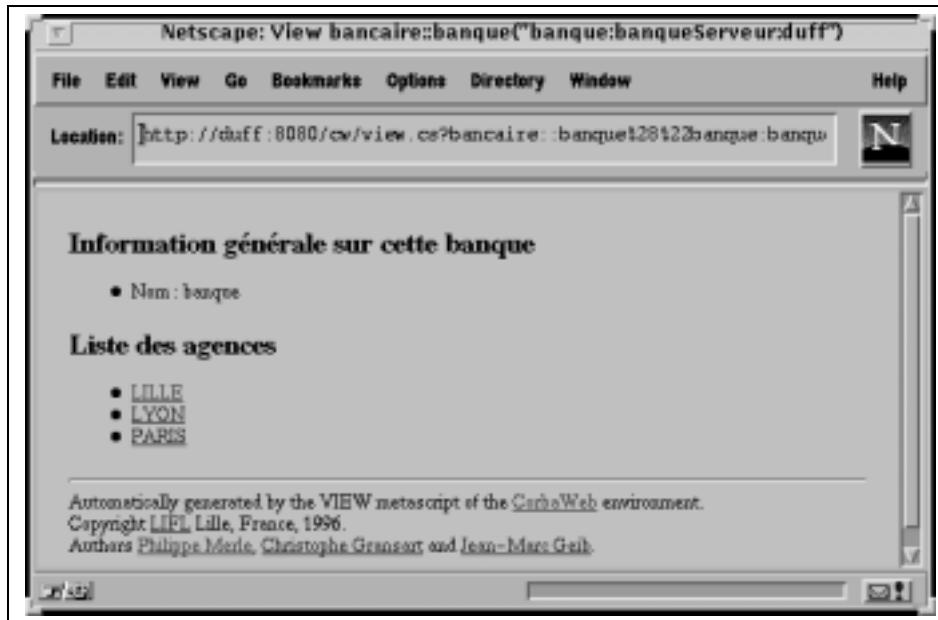 Netscape: View bancaire::banque("banque:banqueServeur:duff")
File Edit View Go Bookmarks Options Directory Window Help
Location: http://duff:8080/cw/view.cs?bancaire::banque%28%22banque:banqu
N
Information générale sur cette banque
• Nom : banque
Liste des agences
• LILLE
• LYON
• PARIS
Automatically generated by the VIEW metascript of the CorbaWeb environment.
Copyright LIFL Lille, France, 1996.
Authors Philippe Merle, Christophe Gransart and Jean-Marc Geib.